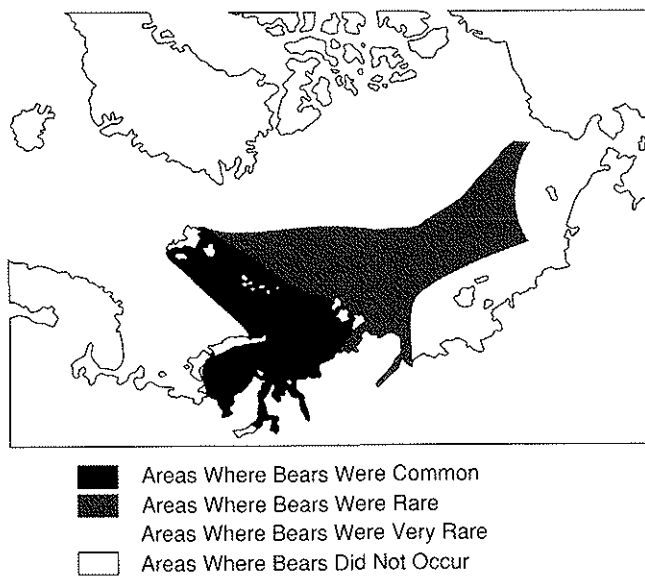 Areas Where Bears Were Common
Areas Where Bears Were Rare
Areas Where Bears Were Very Rare
Areas Where Bears Did Not Occur